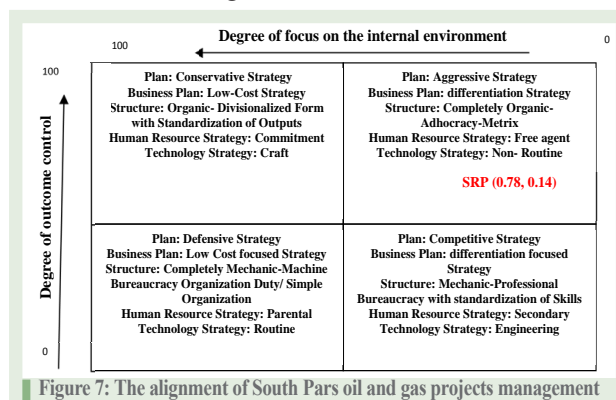 Degree of focus on the internal environment
100
0
100
Degree of outcome control
0
Plan: Conservative Strategy
Business Plan: Low-Cost Strategy
Structure: Organic- Divisionalized Form
with Standardization of Outputs
Human Resource Strategy: Commitment
Technology Strategy: Craft
Plan: Aggressive Strategy
Business Plan: differentiation Strategy
Structure: Completely Organic-
Adhocracy-Metrix
Human Resource Strategy: Free agent
Technology Strategy: Non- Routine
SRP (0.78, 0.14)
Plan: Defensive Strategy
Business Plan: Low Cost focused Strategy
Structure: Completely Mechanic-Machine
Bureaucracy Organization Duty/ Simple
Organization
Human Resource Strategy: Parental
Technology Strategy: Routine
Plan: Competitive Strategy
Business Plan: differentiation focused
Strategy
Structure: Mechanic-Professional
Bureaucracy with standardization of Skills
Human Resource Strategy: Secondary
Technology Strategy: Engineering
Figure 7: The alignment of South Pars oil and gas projects management